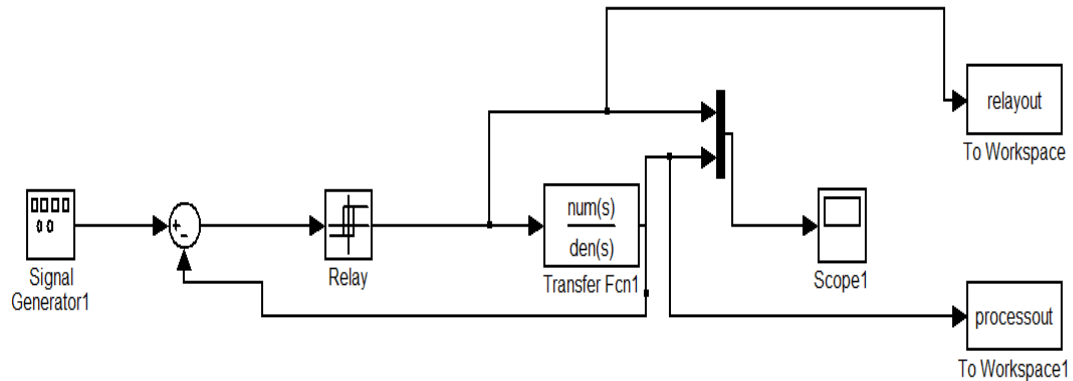 relayout
To Workspace
num(s)
den(s)
Signal
Generator1
Relay
Transfer Fcn1
Scope1
processout
To Workspace1